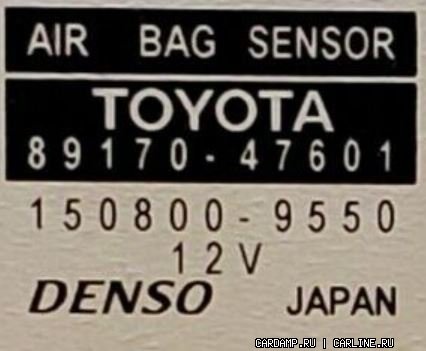 AIR BAG SENSOR
TOYOTA
89170-47601
150800-9550
12V
DENSO JAPAN
CARDAMP.RU | CARLINE.RU